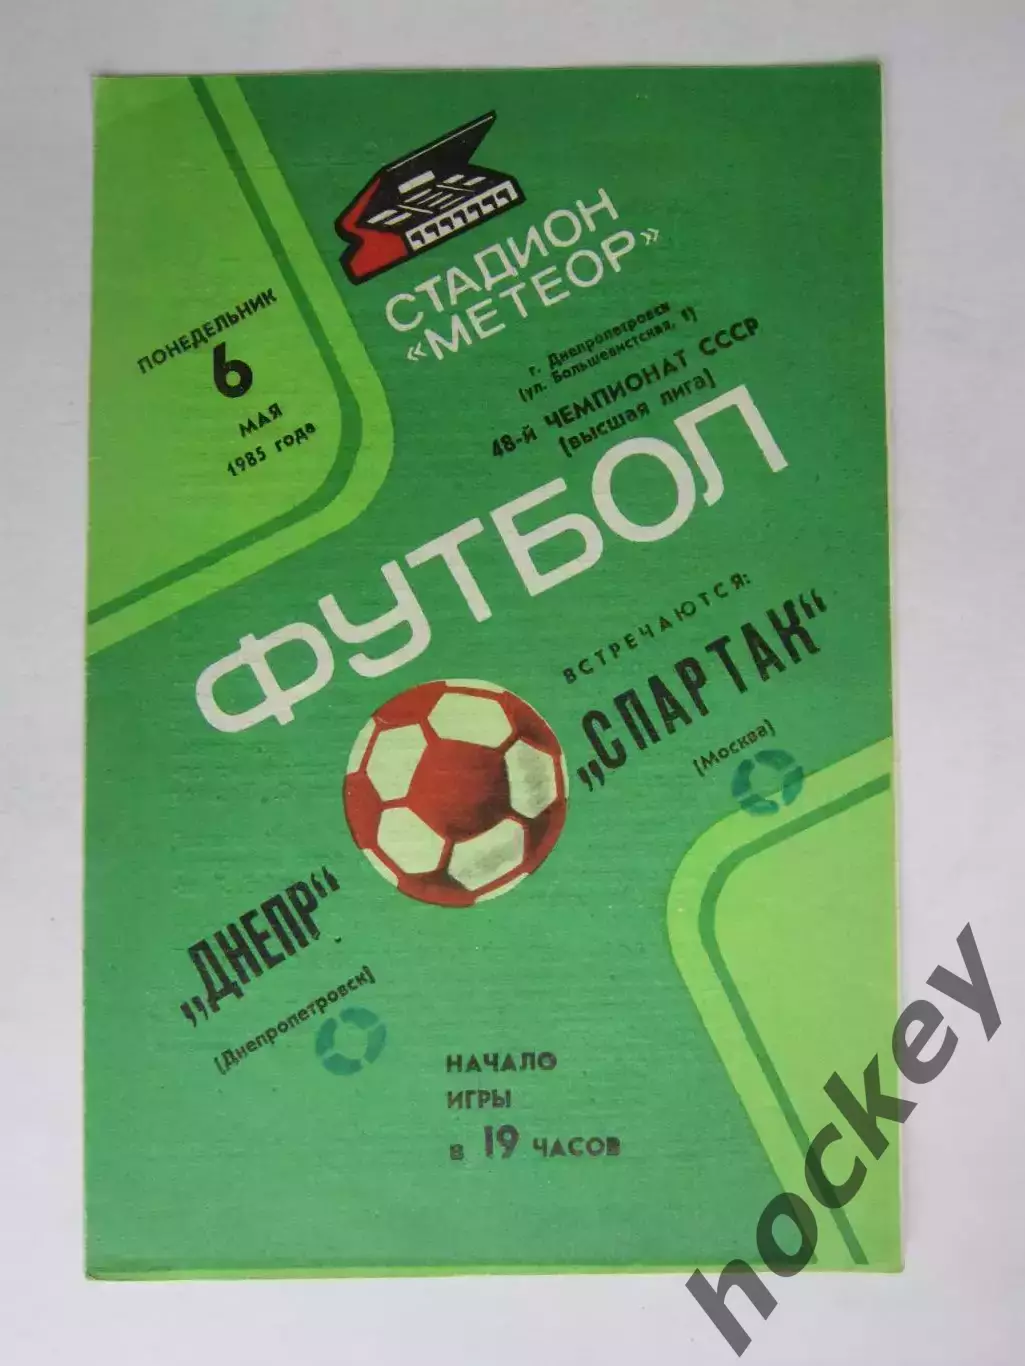 СТАДИОН
«МЕТЕОР»
г. Днепропетровск
(ул. Большевистская, 1)
48-й ЧЕМПИОНАТ СССР
(высшая лига)
ПОНЕДЕЛЬНИК
6
МАЯ
1985 года
ФУТБОЛ
ВСТРЕЧАЮТСЯ:
„СПАРТАК“
(Москва)
„ДНЕПР“
(Днепропетровск)
НАЧАЛО
ИГРЫ
в 19 ЧАСОВ
hockey